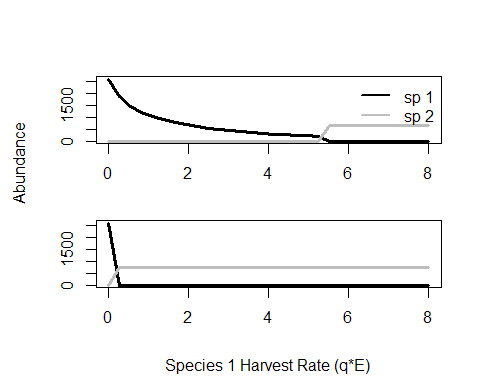 Abundance
1500
0
sp 1
sp 2
0 2 4 6 8
1500
0
0 2 4 6 8
Species 1 Harvest Rate (q*E)